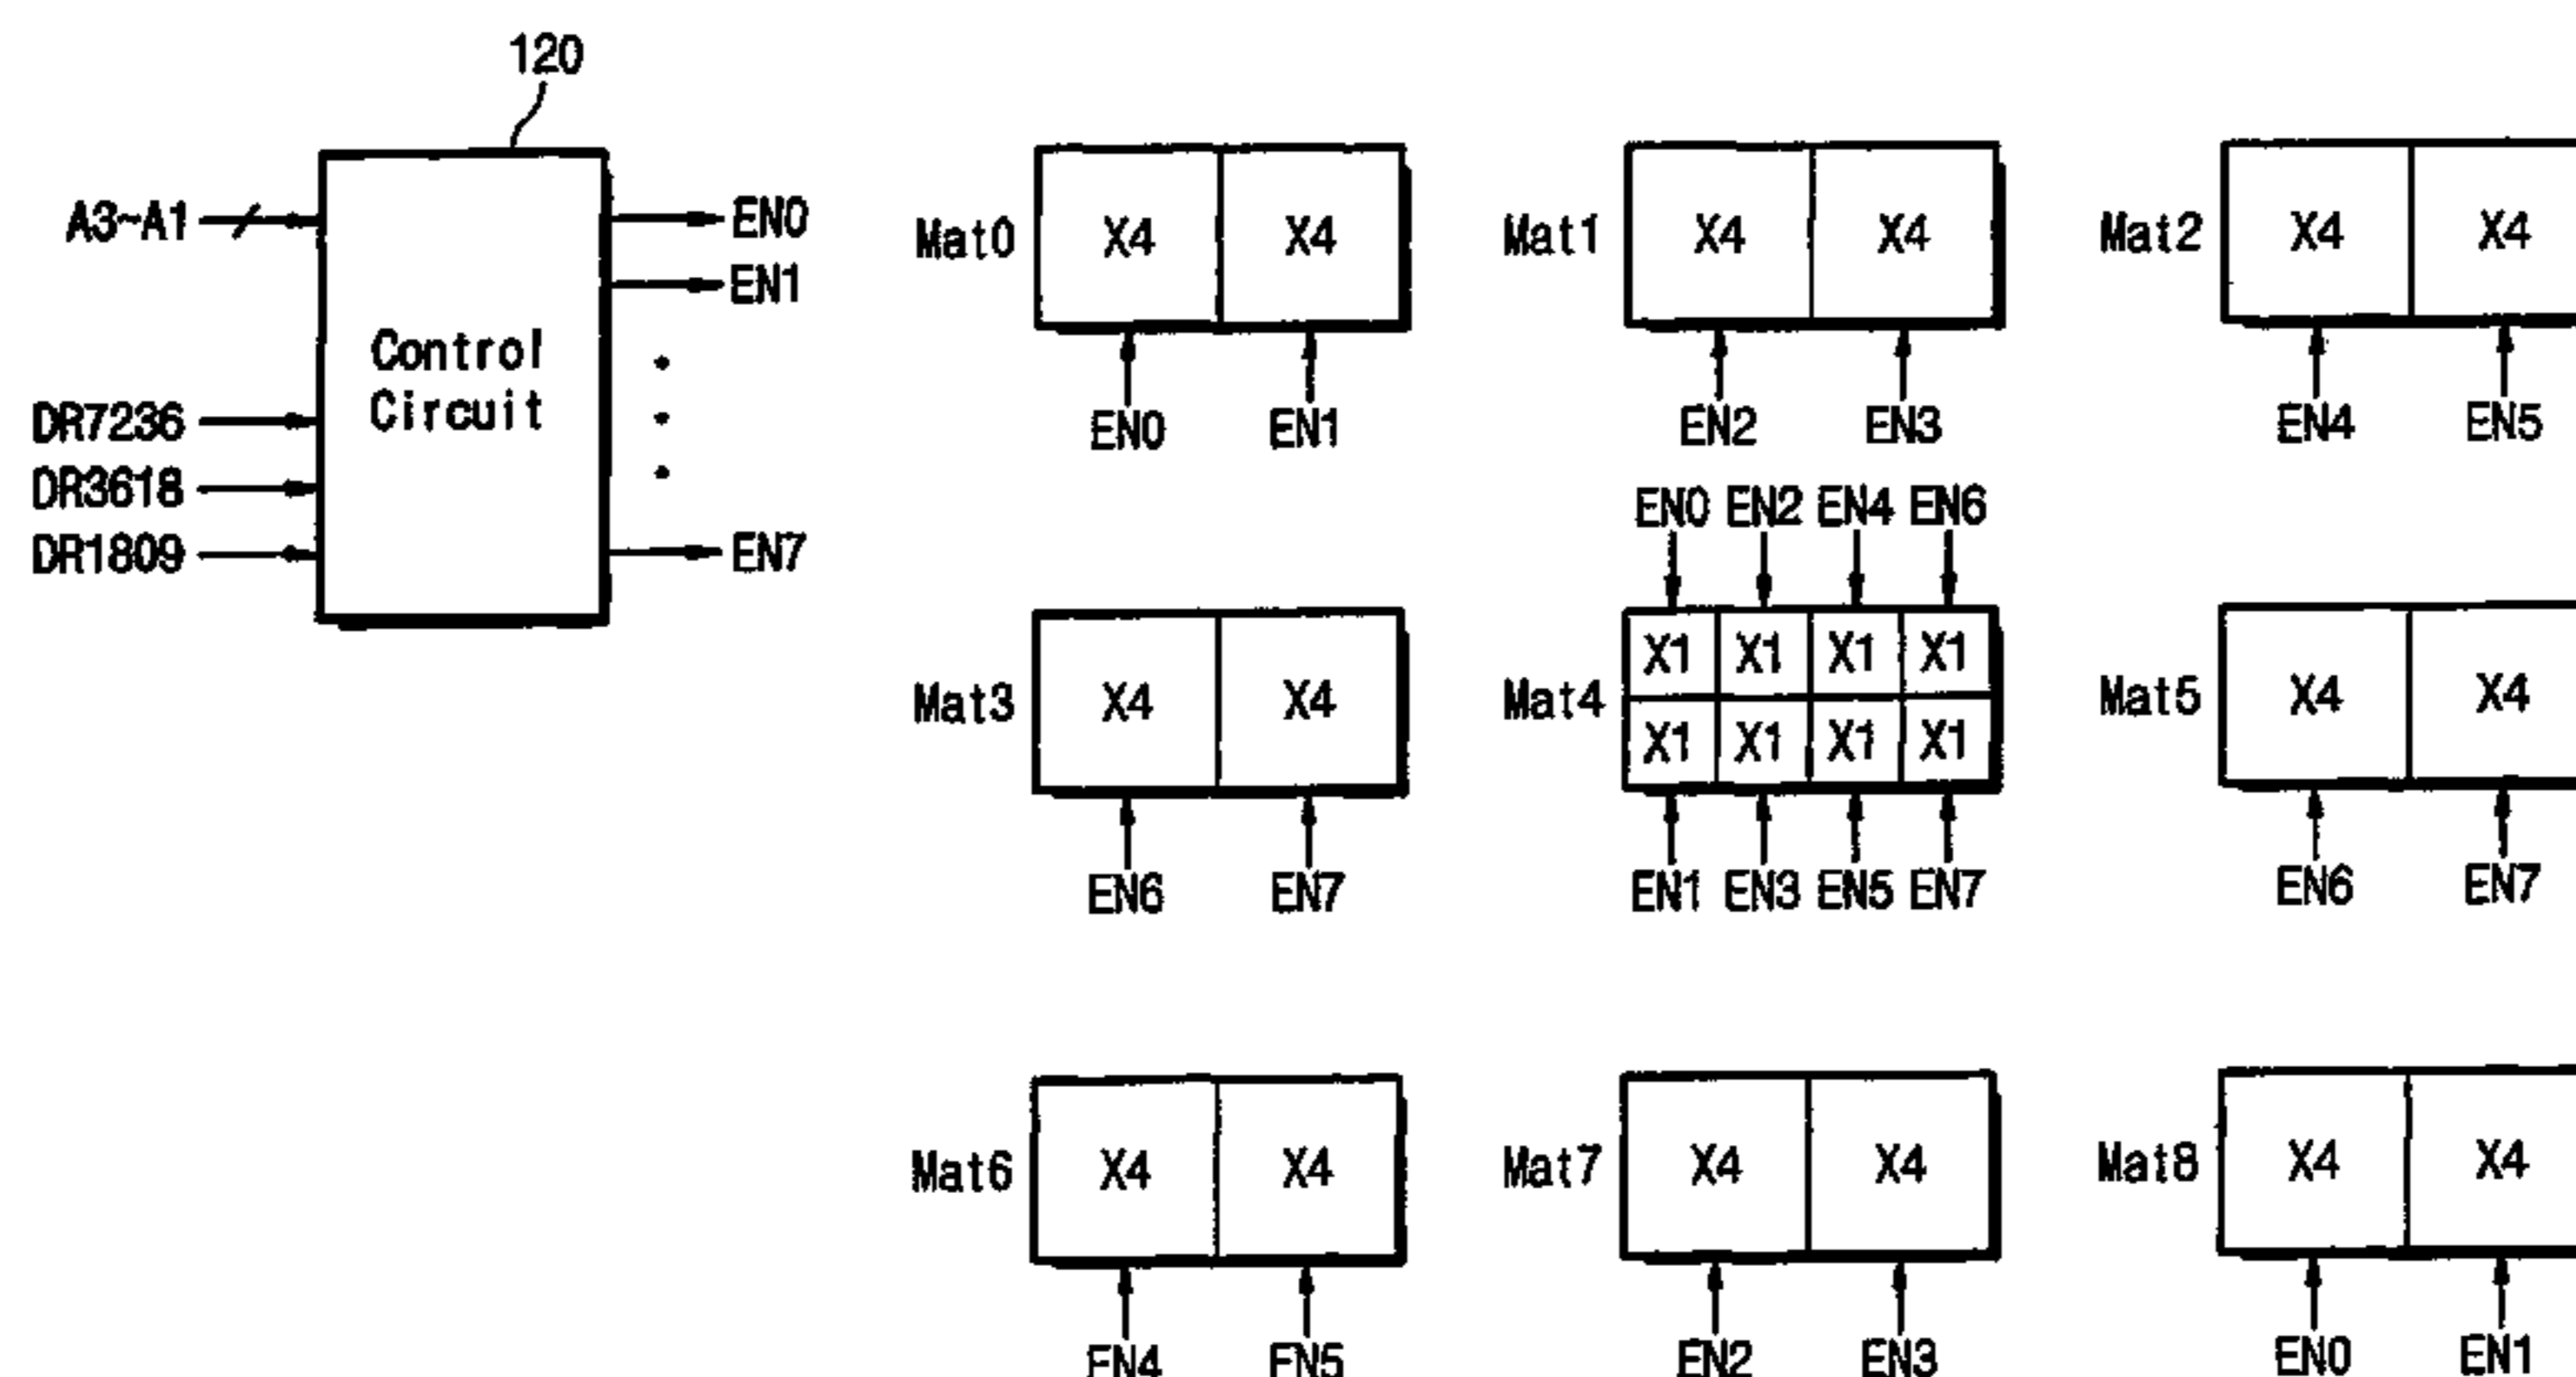 120
A3~A1
EN0
EN1
Control
Circuit
DR7236
DR3618
DR1809
EN7
Mat0 X4 X4
EN0 EN1
Mat1 X4 X4
EN2 EN3
Mat2 X4 X4
EN4 EN5
Mat3 X4 X4
EN6 EN7
EN0 EN2 EN4 EN6
Mat4 X1 X1 X1 X1
X1 X1 X1 X1
EN1 EN3 EN5 EN7
Mat5 X4 X4
EN6 EN7
Mat6 X4 X4
EN4 EN5
Mat7 X4 X4
EN2 EN3
Mat8 X4 X4
EN0 EN1